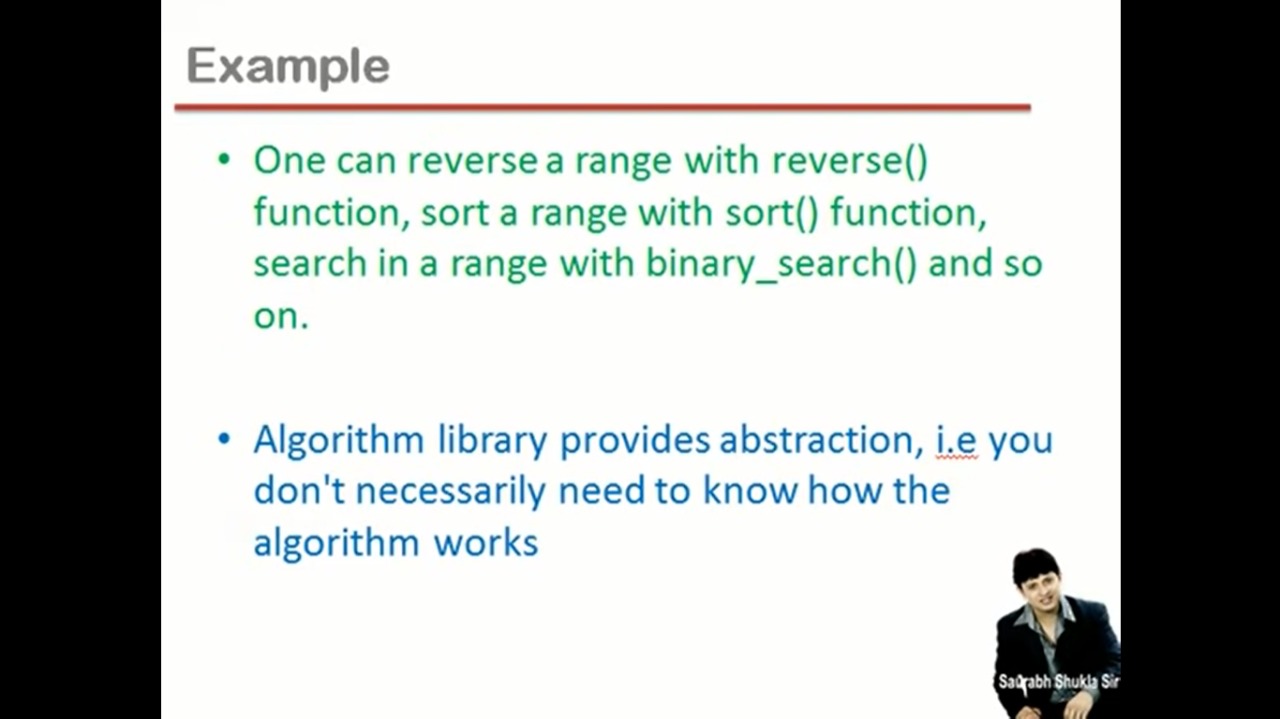 Example
• One can reverse a range with reverse()
function, sort a range with sort() function,
search in a range with binary_search() and so
on.
• Algorithm library provides abstraction, i.e you
don't necessarily need to know how the
algorithm works
Saurabh Shukla Sir